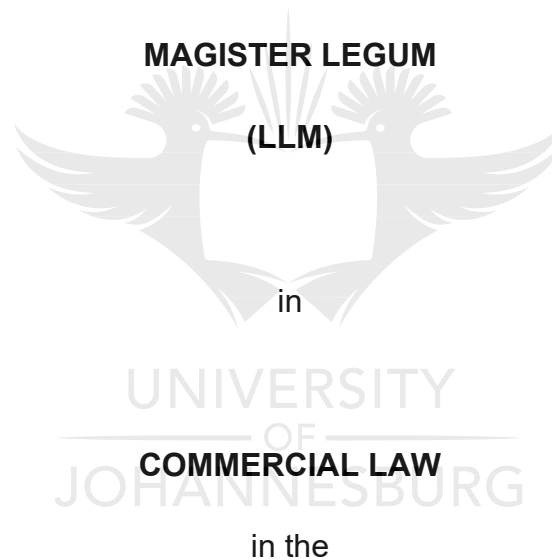 MAGISTER LEGUM
(LLM)
in
UNIVERSITY
OF
COMMERCIAL LAW
JOHANNESBURG
in the